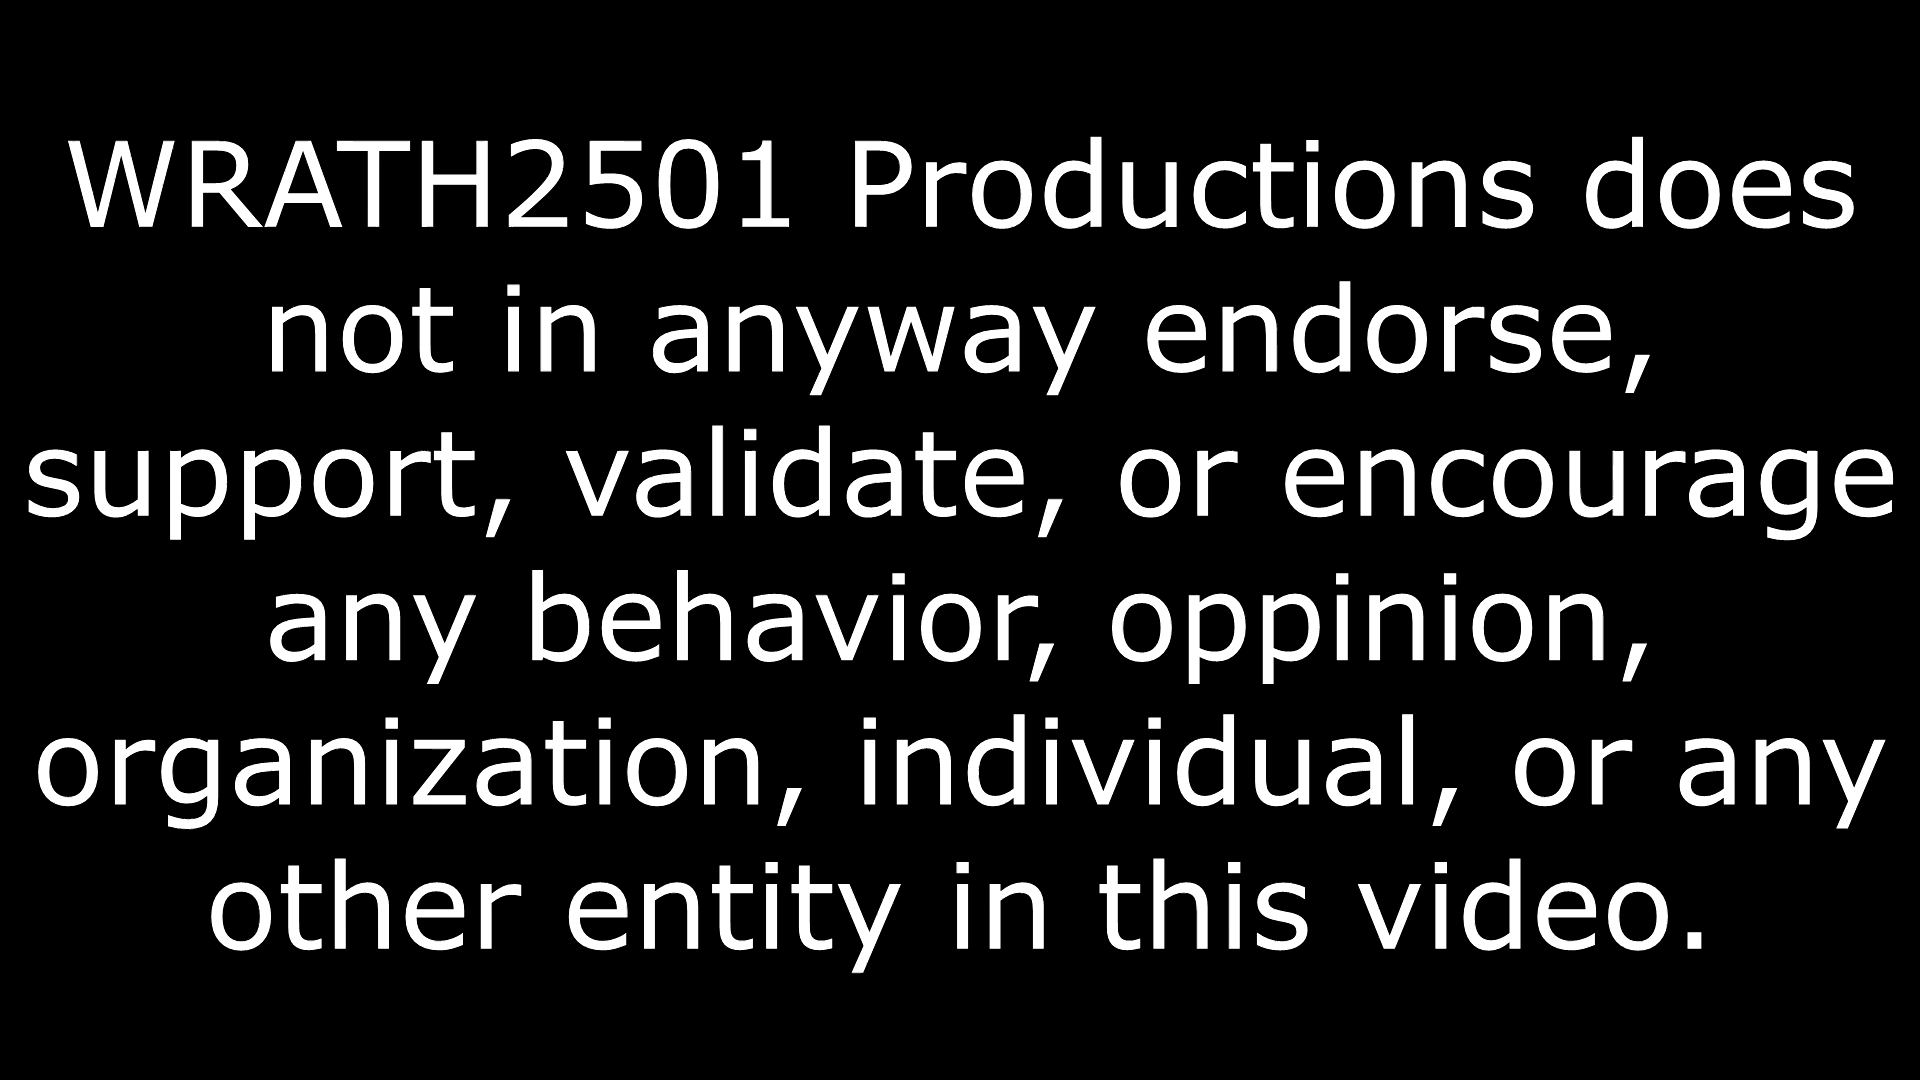 WRATH2501 Productions does
not in anyway endorse,
support, validate, or encourage
any behavior, oppinion,
organization, individual, or any
other entity in this video.